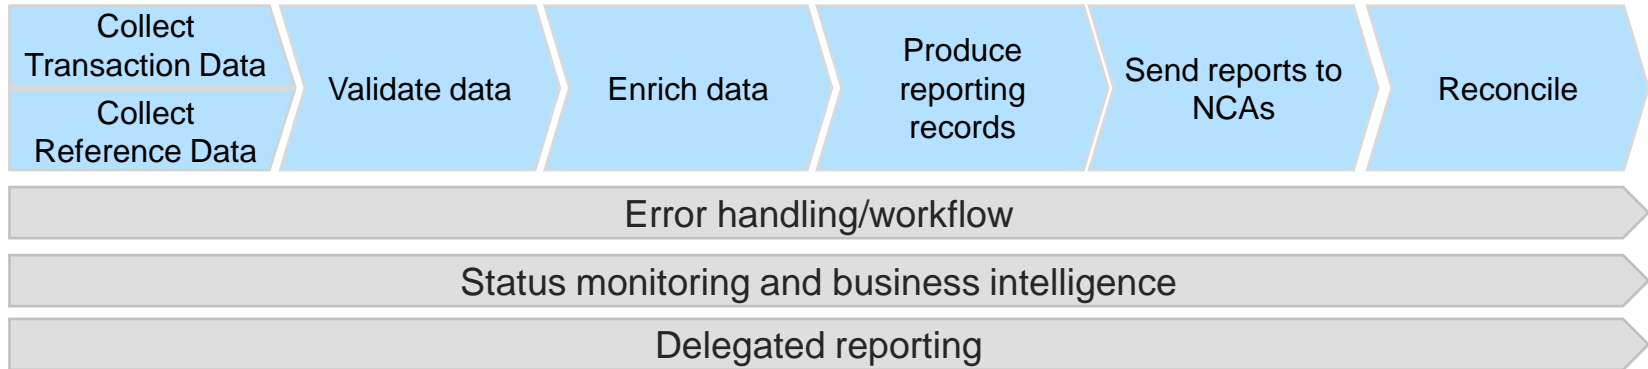 Collect
Transaction Data
Collect
Reference Data
Validate data
Enrich data
Produce
reporting
records
Send reports to
NCAs
Reconcile
Error handling/workflow
Status monitoring and business intelligence
Delegated reporting